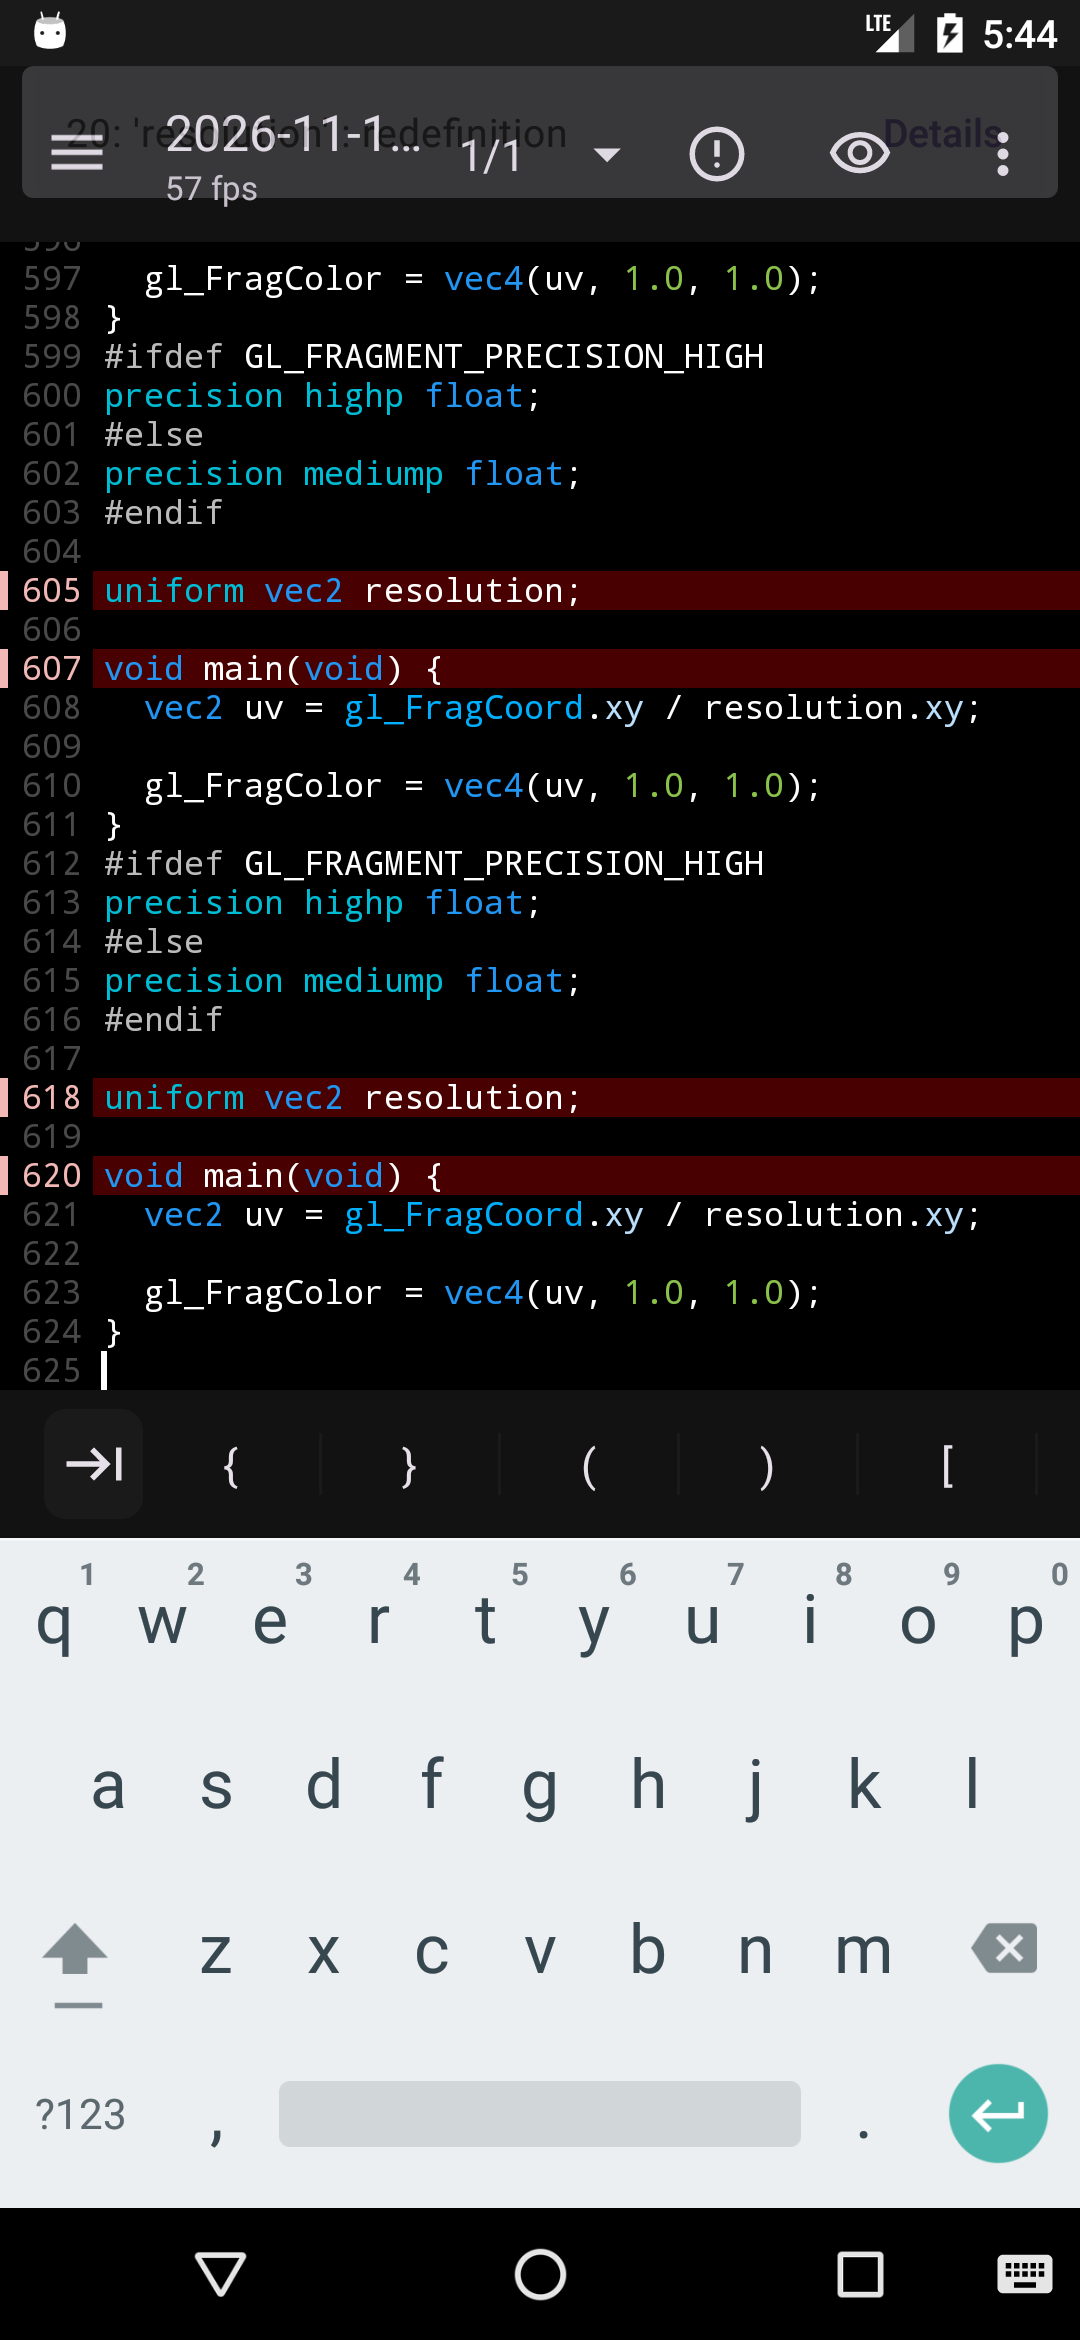 LTE 5:44
20: 'resolution' : redefinition Details
2026-11-1... 1/1
57 fps
596
597 gl_FragColor = vec4(uv, 1.0, 1.0);
598 }
599 #ifdef GL_FRAGMENT_PRECISION_HIGH
600 precision highp float;
601 #else
602 precision mediump float;
603 #endif
604
605 uniform vec2 resolution;
606
607 void main(void) {
608 vec2 uv = gl_FragCoord.xy / resolution.xy;
609
610 gl_FragColor = vec4(uv, 1.0, 1.0);
611 }
612 #ifdef GL_FRAGMENT_PRECISION_HIGH
613 precision highp float;
614 #else
615 precision mediump float;
616 #endif
617
618 uniform vec2 resolution;
619
620 void main(void) {
621 vec2 uv = gl_FragCoord.xy / resolution.xy;
622
623 gl_FragColor = vec4(uv, 1.0, 1.0);
624 }
625
{ } ( ) [
1 2 3 4 5 6 7 8 9 0
q w e r t y u i o p
a s d f g h j k l
z x c v b n m
?123 , .